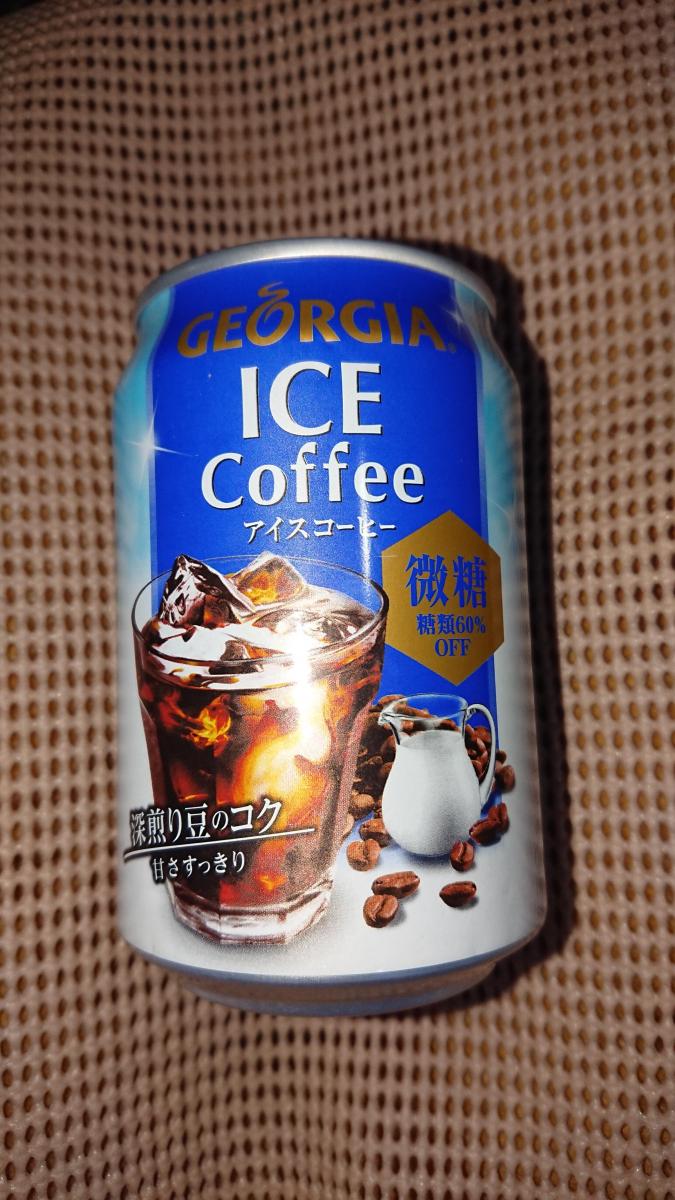 GEORGIA®
ICE
Coffee
アイスコーヒー
微糖
糖類60%
OFF
深煎り豆のコク
甘さすっきり